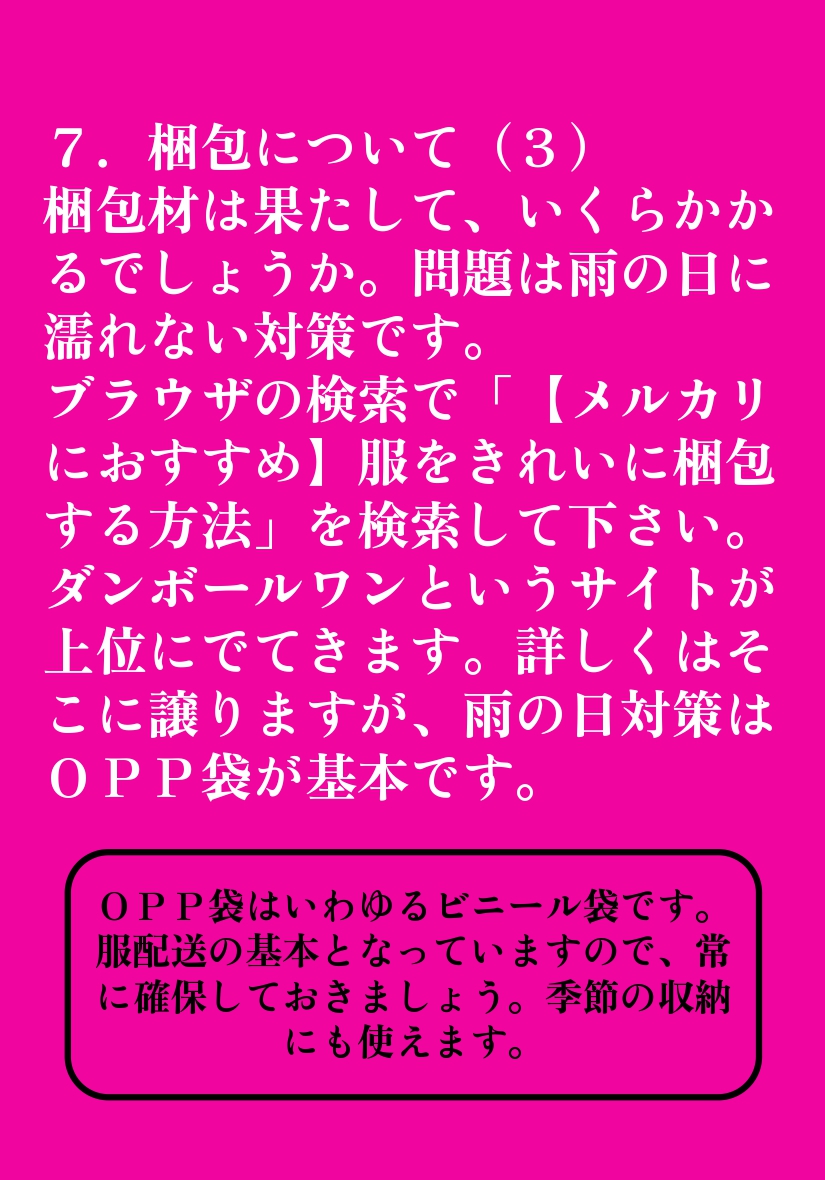 ７．梱包について（３）
梱包材は果たして、いくらかか
るでしょうか。問題は雨の日に
濡れない対策です。
ブラウザの検索で「【メルカリ
におすすめ】服をきれいに梱包
する方法」を検索して下さい。
ダンボールワンというサイトが
上位にでてきます。詳しくはそ
こに譲りますが、雨の日対策は
ＯＰＰ袋が基本です。
ＯＰＰ袋はいわゆるビニール袋です。
服配送の基本となっていますので、常
に確保しておきましょう。季節の収納
にも使えます。